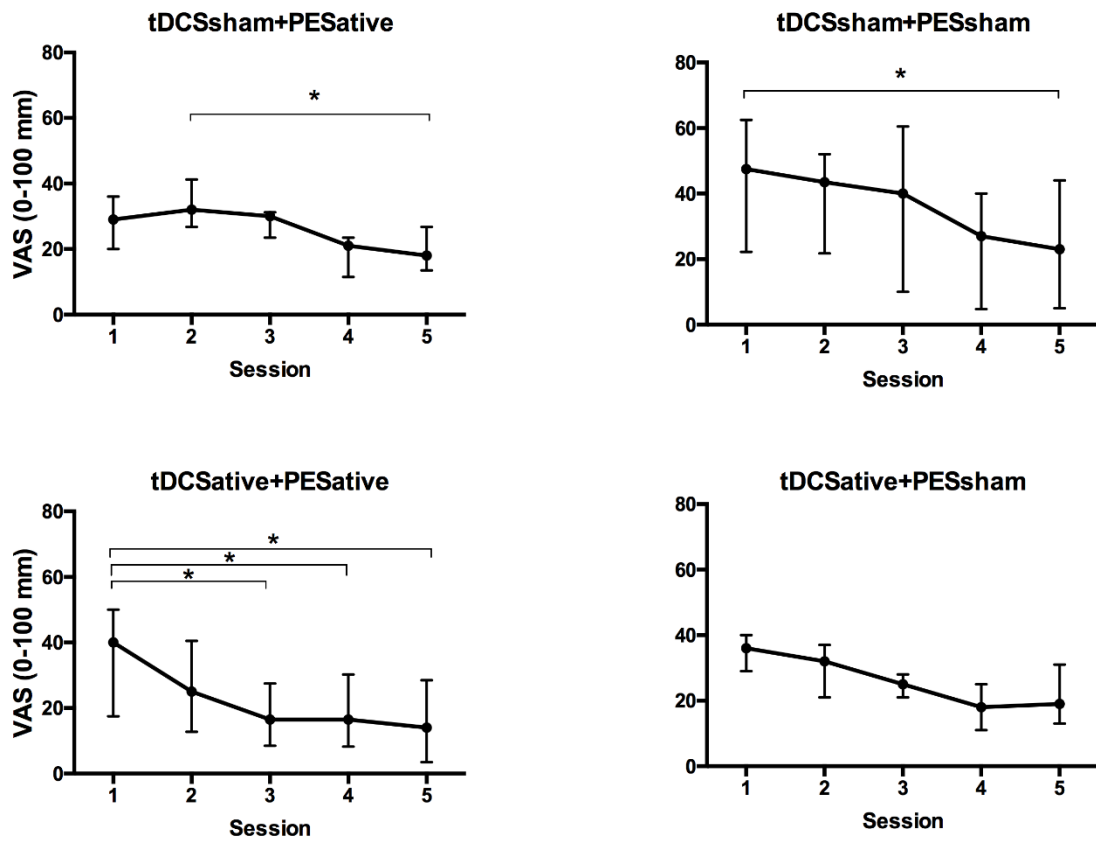 tDCSsham+PESative
VAS (0-100 mm)
80
60
40
20
0
*
1 2 3 4 5
Session
tDCSsham+PESsham
80
60
40
20
0
*
1 2 3 4 5
Session
tDCSative+PESative
VAS (0-100 mm)
80
60
40
20
0
*
*
*
1 2 3 4 5
Session
tDCSative+PESsham
80
60
40
20
0
1 2 3 4 5
Session